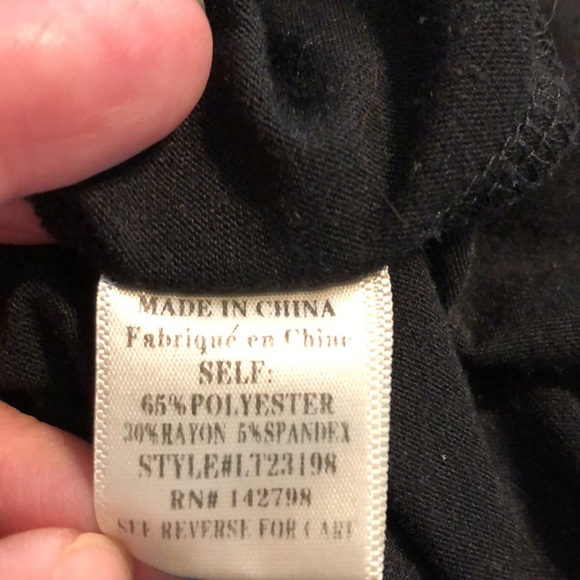 MADE IN CHINA
Fabriqué en Chine
SELF:
65%POLYESTER
30%RAYON 5%SPANDEX
STYLE#LT23198
RN# 142798
SEE REVERSE FOR CARE